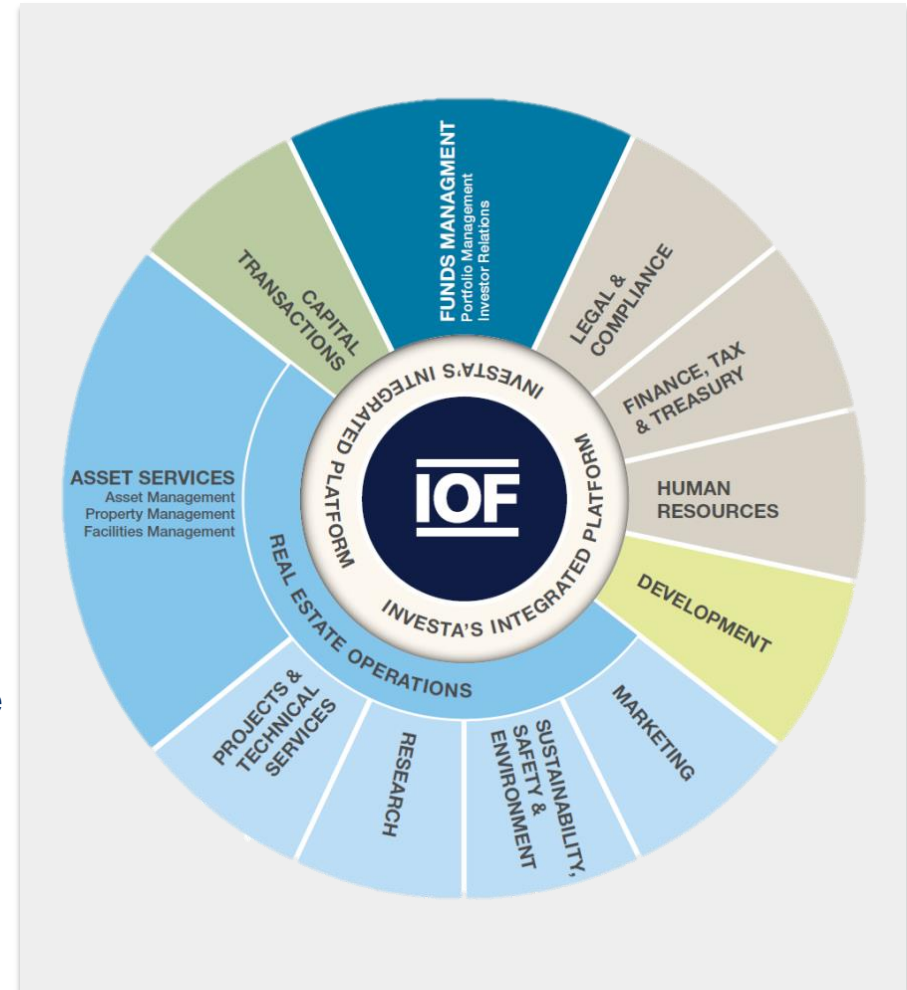 FUNDS MANAGMENT
Portfolio Management
Investor Relations
LEGAL &
COMPLIANCE
FINANCE, TAX
& TREASURY
HUMAN
RESOURCES
DEVELOPMENT
MARKETING
SUSTAINABILITY,
SAFETY &
ENVIRONMENT
RESEARCH
PROJECTS &
TECHNICAL
SERVICES
ASSET SERVICES
Asset Management
Property Management
Facilities Management
CAPITAL
TRANSACTIONS
REAL ESTATE OPERATIONS
INVESTA'S INTEGRATED PLATFORM
INVESTA'S INTEGRATED PLATFORM
IOF
e